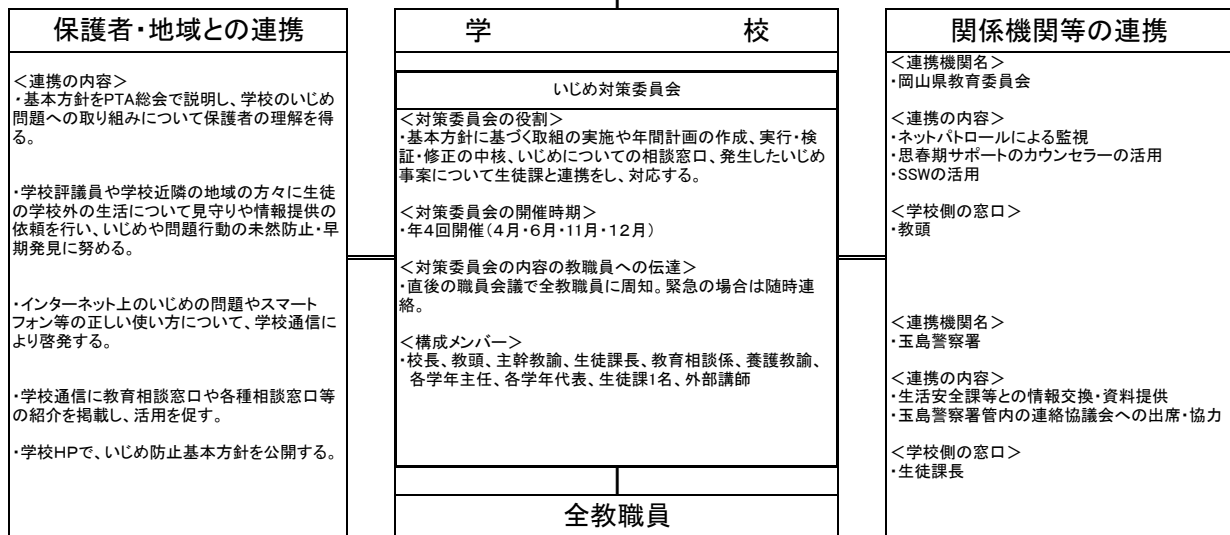 保護者・地域との連携
＜連携の内容＞
・基本方針をPTA総会で説明し、学校のいじめ
問題への取り組みについて保護者の理解を得
る。
・学校評議員や学校近隣の地域の方々に生徒
の学校外の生活について見守りや情報提供の
依頼を行い、いじめや問題行動の未然防止・早
期発見に努める。
・インターネット上のいじめの問題やスマート
フォン等の正しい使い方について、学校通信に
より啓発する。
・学校通信に教育相談窓口や各種相談窓口等
の紹介を掲載し、活用を促す。
・学校HPで、いじめ防止基本方針を公開する。
学　校
いじめ対策委員会
＜対策委員会の役割＞
・基本方針に基づく取組の実施や年間計画の作成、実行・検
証・修正の中核、いじめについての相談窓口、発生したいじめ
事案について生徒課と連携をし、対応する。
＜対策委員会の開催時期＞
・年4回開催（4月・6月・11月・12月）
＜対策委員会の内容の教職員への伝達＞
・直後の職員会議で全教職員に周知。緊急の場合は随時連
絡。
＜構成メンバー＞
・校長、教頭、主幹教諭、生徒課長、教育相談係、養護教諭、
各学年主任、各学年代表、生徒課1名、外部講師
全教職員
関係機関等の連携
＜連携機関名＞
・岡山県教育委員会
＜連携の内容＞
・ネットパトロールによる監視
・思春期サポートのカウンセラーの活用
・SSWの活用
＜学校側の窓口＞
・教頭
＜連携機関名＞
・玉島警察署
＜連携の内容＞
・生活安全課等との情報交換・資料提供
・玉島警察署管内の連絡協議会への出席・協力
＜学校側の窓口＞
・生徒課長